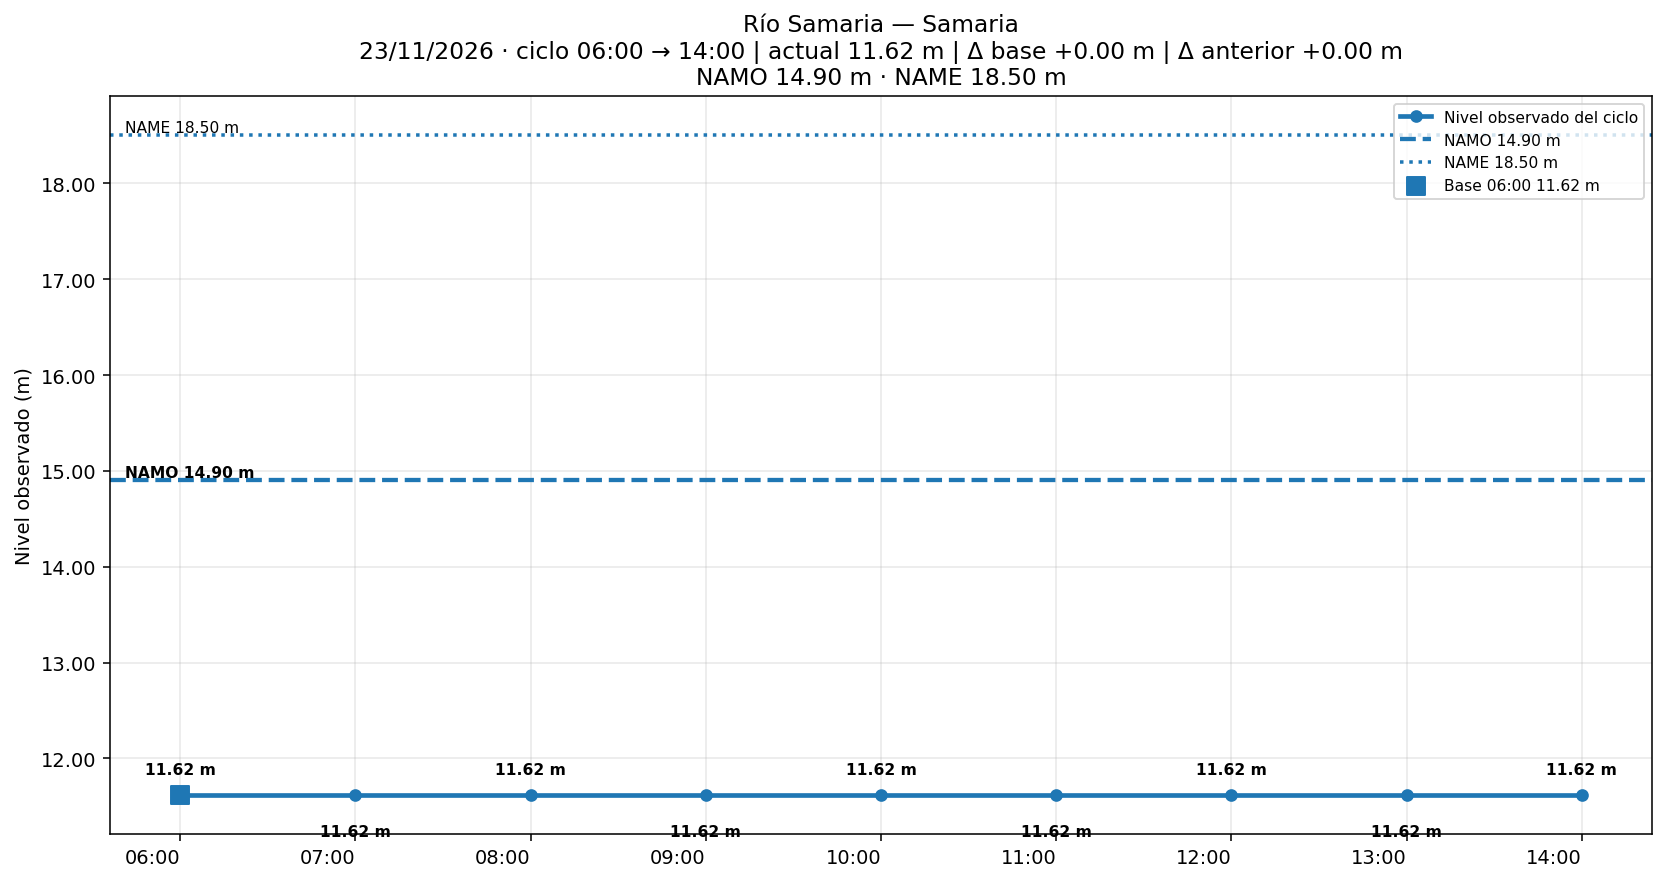 Río Samaria — Samaria
23/11/2026 · ciclo 06:00 → 14:00 | actual 11.62 m | Δ base +0.00 m | Δ anterior +0.00 m
NAMO 14.90 m · NAME 18.50 m
NAME 18.50 m
Nivel observado del ciclo
NAMO 14.90 m
NAME 18.50 m
Base 06:00 11.62 m
Nivel observado (m)
18.00
17.00
16.00
15.00
14.00
13.00
12.00
NAMO 14.90 m
11.62 m
11.62 m
11.62 m
11.62 m
11.62 m
11.62 m
11.62 m
11.62 m
11.62 m
06:00
07:00
08:00
09:00
10:00
11:00
12:00
13:00
14:00